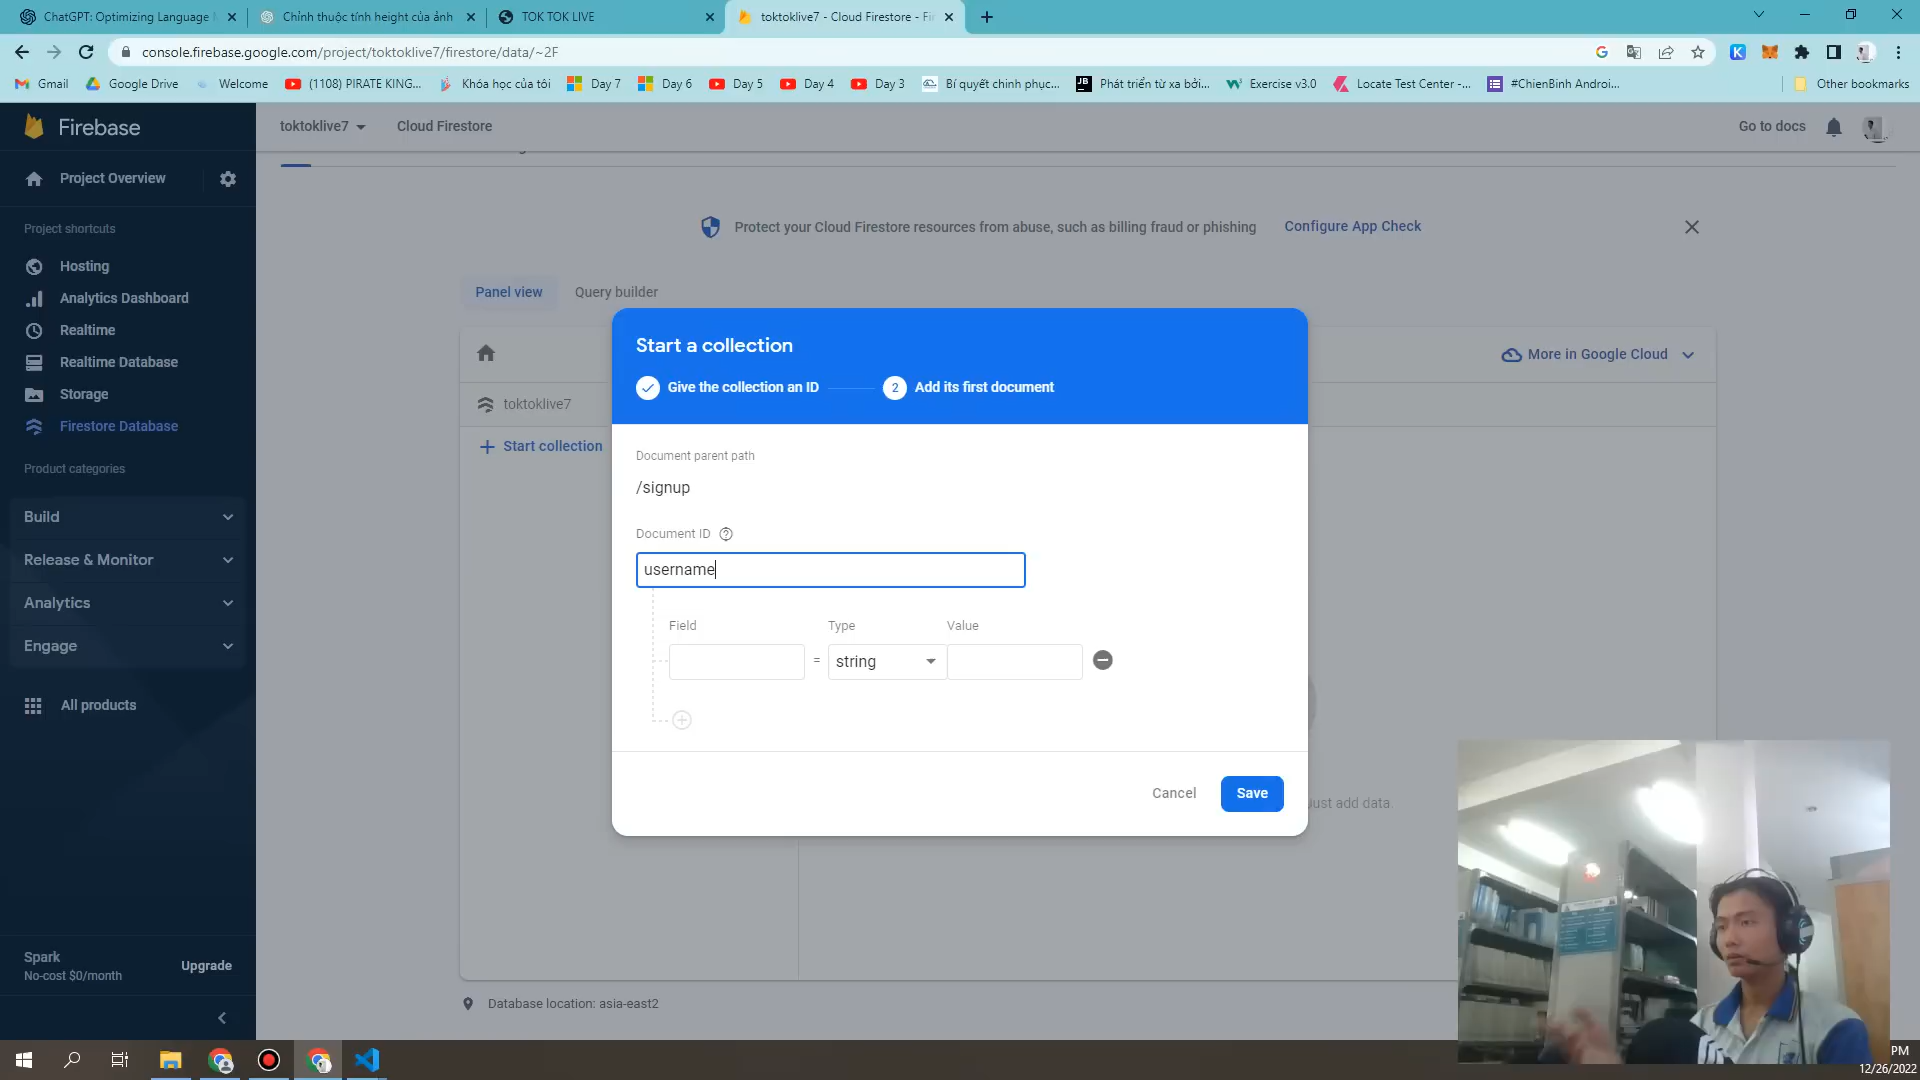 ChatGPT: Optimizing Language
Chỉnh thuộc tính height của ảnh
TOK TOK LIVE
toktoklive7 - Cloud Firestore - Fi
console.firebase.google.com/project/toktoklive7/firestore/data/~2F
Gmail
Google Drive
Welcome
(1108) PIRATE KING...
Khóa học của tôi
Day 7
Day 6
Day 5
Day 4
Day 3
Bí quyết chinh phục...
Phát triển từ xa bởi...
Exercise v3.0
Locate Test Center -...
#ChienBinh Androi...
Other bookmarks
Firebase
toktoklive7
Cloud Firestore
Go to docs
Project Overview
Project shortcuts
Hosting
Analytics Dashboard
Realtime
Realtime Database
Storage
Firestore Database
Product categories
Build
Release & Monitor
Analytics
Engage
All products
Spark
No-cost $0/month
Upgrade
Protect your Cloud Firestore resources from abuse, such as billing fraud or phishing
Configure App Check
Panel view
Query builder
More in Google Cloud
toktoklive7
Start collection
Start a collection
Give the collection an ID
2
Add its first document
Document parent path
/signup
Document ID
username
Field
Type
Value
=
string
Cancel
Save
ust add data.
Database location: asia-east2
PM
12/26/2022